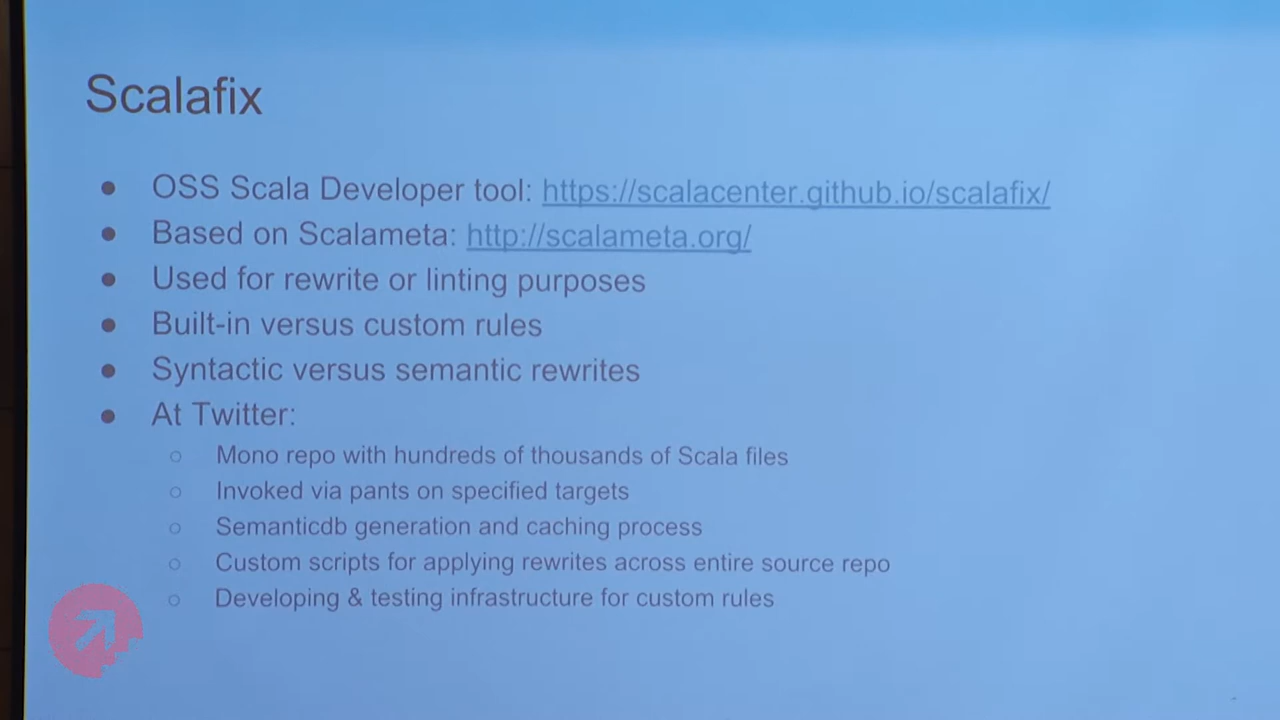 Scalafix
● OSS Scala Developer tool: https://scalacenter.github.io/scalafix/
● Based on Scalameta: http://scalameta.org/
● Used for rewrite or linting purposes
● Built-in versus custom rules
● Syntactic versus semantic rewrites
● At Twitter:
○ Mono repo with hundreds of thousands of Scala files
○ Invoked via pants on specified targets
○ Semanticdb generation and caching process
○ Custom scripts for applying rewrites across entire source repo
○ Developing & testing infrastructure for custom rules